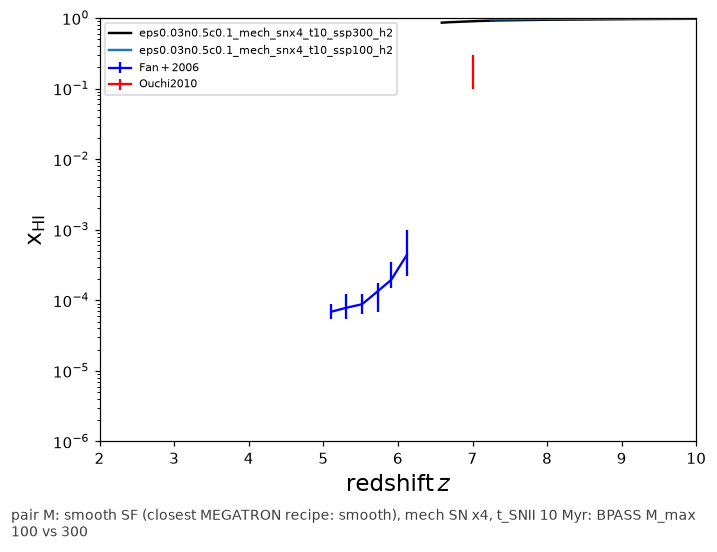 eps0.03n0.5c0.1_mech_snx4_t10_ssp300_h2
eps0.03n0.5c0.1_mech_snx4_t10_ssp100_h2
Fan+2006
Ouchi2010
10⁰
10⁻¹
10⁻²
10⁻³
10⁻⁴
10⁻⁵
10⁻⁶
x_HI
2 3 4 5 6 7 8 9 10
redshift z
pair M: smooth SF (closest MEGATRON recipe: smooth), mech SN x4, t_SNII 10 Myr: BPASS M_max
100 vs 300